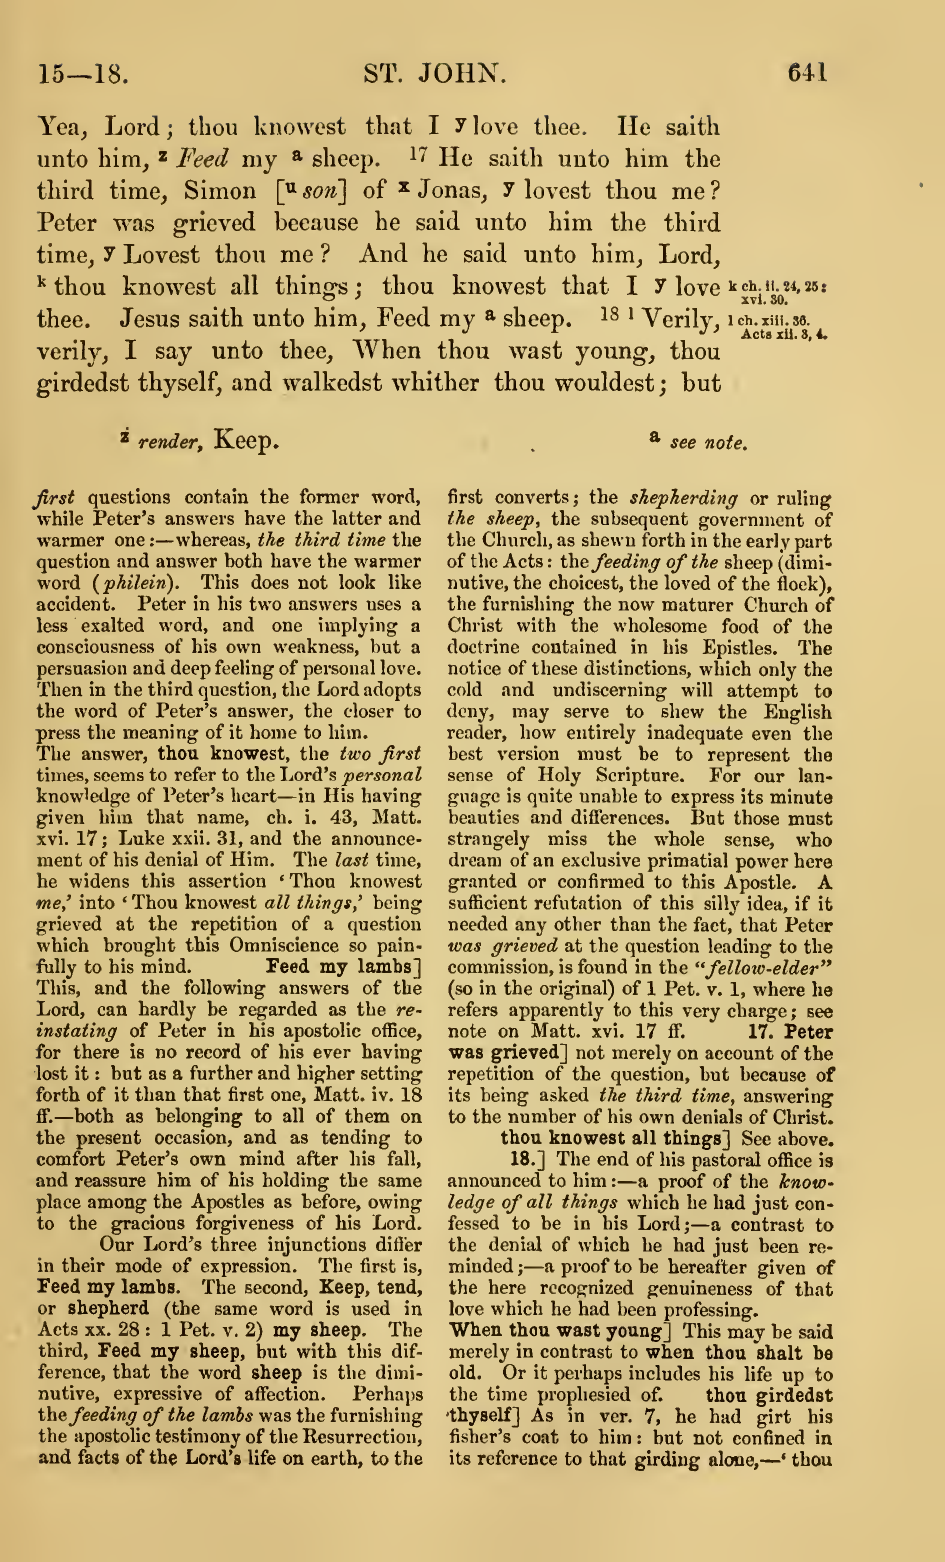 15—18. ST. JOHN. 641
Yea, Lord; thou knowest that I y love thee. He saith
unto him, z Feed my a sheep. 17 He saith unto him the
third time, Simon [u son] of x Jonas, y lovest thou me?
Peter was grieved because he said unto him the third
time, y Lovest thou me? And he said unto him, Lord,
k thou knowest all things; thou knowest that I y love
thee. Jesus saith unto him, Feed my a sheep. 18 l Verily,
verily, I say unto thee, When thou wast young, thou
girdedst thyself, and walkedst whither thou wouldest; but
k ch. ii. 24, 25:
xvi. 30.
l ch. xiii. 36.
Acts xii. 3, 4.
z render, Keep.
a see note.
first questions contain the former word,
while Peter's answers have the latter and
warmer one:—whereas, the third time the
question and answer both have the warmer
word (philein). This does not look like
accident. Peter in his two answers uses a
less exalted word, and one implying a
consciousness of his own weakness, but a
persuasion and deep feeling of personal love.
Then in the third question, the Lord adopts
the word of Peter's answer, the closer to
press the meaning of it home to him.
The answer, thou knowest, the two first
times, seems to refer to the Lord's personal
knowledge of Peter's heart—in His having
given him that name, ch. i. 43, Matt.
xvi. 17; Luke xxii. 31, and the announce-
ment of his denial of Him. The last time,
he widens this assertion 'Thou knowest
me,' into 'Thou knowest all things,' being
grieved at the repetition of a question
which brought this Omniscience so pain-
fully to his mind. Feed my lambs]
This, and the following answers of the
Lord, can hardly be regarded as the re-
instating of Peter in his apostolic office,
for there is no record of his ever having
lost it: but as a further and higher setting
forth of it than that first one, Matt. iv. 18
ff.—both as belonging to all of them on
the present occasion, and as tending to
comfort Peter's own mind after his fall,
and reassure him of his holding the same
place among the Apostles as before, owing
to the gracious forgiveness of his Lord.
Our Lord's three injunctions differ
in their mode of expression. The first is,
Feed my lambs. The second, Keep, tend,
or shepherd (the same word is used in
Acts xx. 28: 1 Pet. v. 2) my sheep. The
third, Feed my sheep, but with this dif-
ference, that the word sheep is the dimi-
nutive, expressive of affection. Perhaps
the feeding of the lambs was the furnishing
the apostolic testimony of the Resurrection,
and facts of the Lord's life on earth, to the
first converts; the shepherding or ruling
the sheep, the subsequent government of
the Church, as shewn forth in the early part
of the Acts: the feeding of the sheep (dimi-
nutive, the choicest, the loved of the flock),
the furnishing the now maturer Church of
Christ with the wholesome food of the
doctrine contained in his Epistles. The
notice of these distinctions, which only the
cold and undiscerning will attempt to
deny, may serve to shew the English
reader, how entirely inadequate even the
best version must be to represent the
sense of Holy Scripture. For our lan-
guage is quite unable to express its minute
beauties and differences. But those must
strangely miss the whole sense, who
dream of an exclusive primatial power here
granted or confirmed to this Apostle. A
sufficient refutation of this silly idea, if it
needed any other than the fact, that Peter
was grieved at the question leading to the
commission, is found in the "fellow-elder"
(so in the original) of 1 Pet. v. 1, where he
refers apparently to this very charge; see
note on Matt. xvi. 17 ff. 17. Peter
was grieved] not merely on account of the
repetition of the question, but because of
its being asked the third time, answering
to the number of his own denials of Christ.
thou knowest all things] See above.
18.] The end of his pastoral office is
announced to him:—a proof of the know-
ledge of all things which he had just con-
fessed to be in his Lord;—a contrast to
the denial of which he had just been re-
minded;—a proof to be hereafter given of
the here recognized genuineness of that
love which he had been professing.
When thou wast young] This may be said
merely in contrast to when thou shalt be
old. Or it perhaps includes his life up to
the time prophesied of. thou girdedst
thyself] As in ver. 7, he had girt his
fisher's coat to him: but not confined in
its reference to that girding alone,—'thou